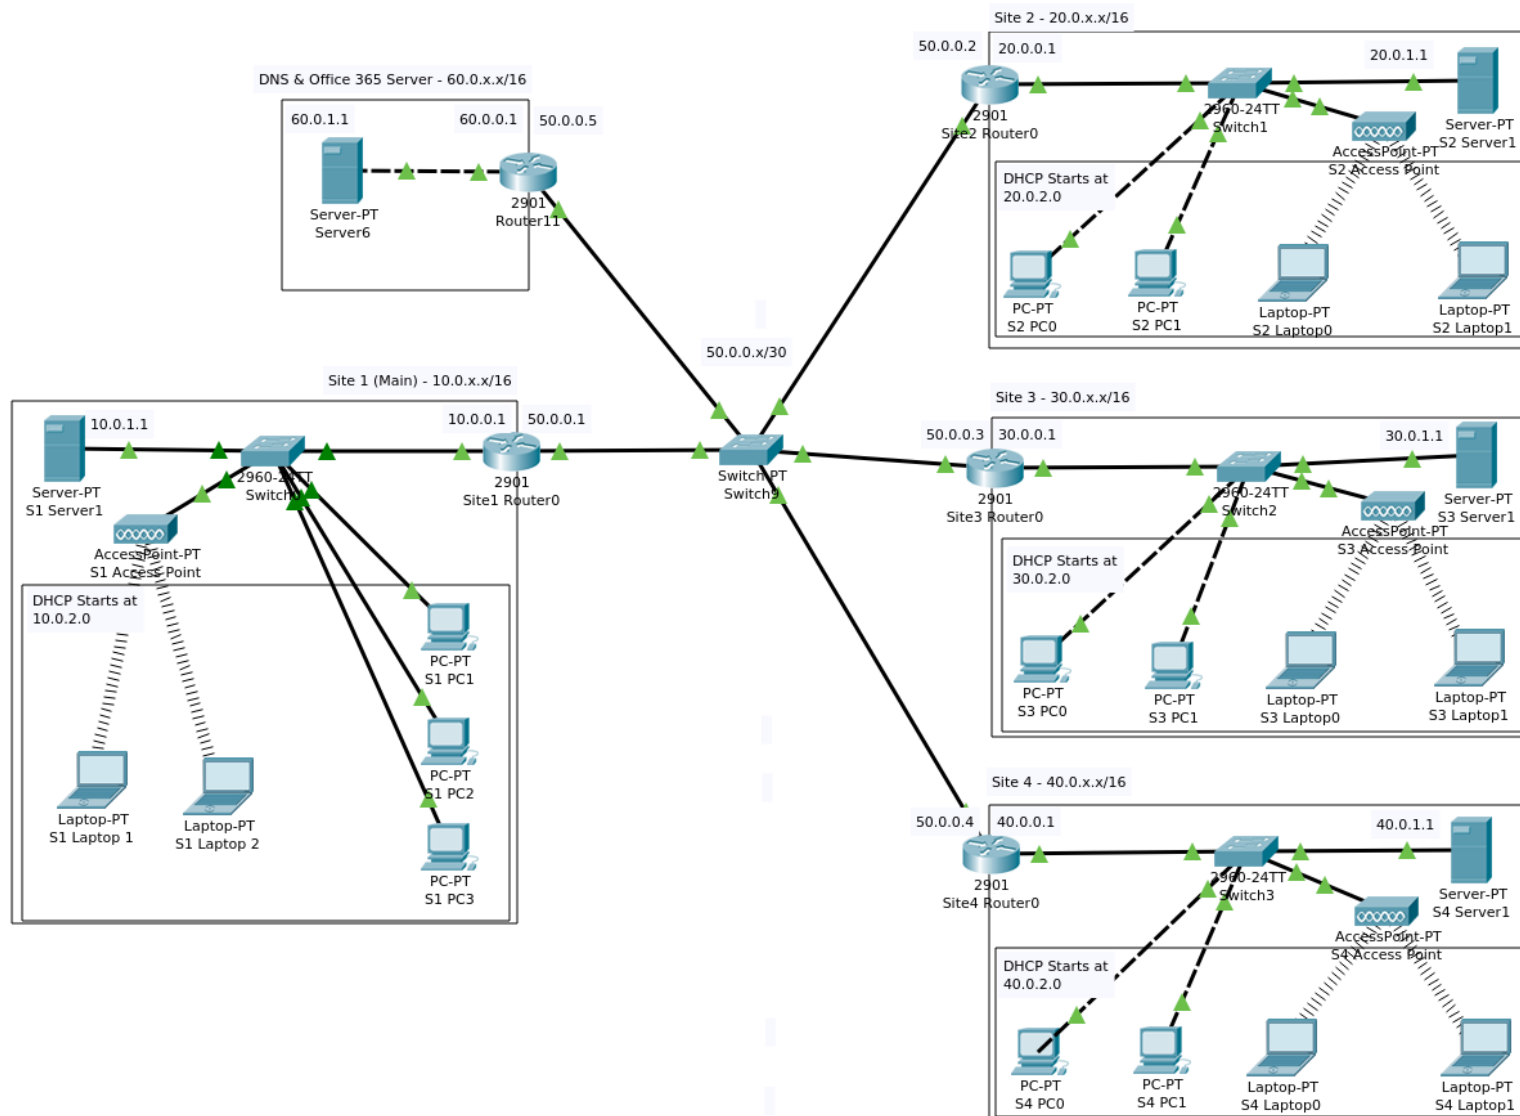 Site 2 - 20.0.x.x/16
50.0.0.2
20.0.0.1
20.0.1.1
2901
Site2 Router0
2960-24TT
Switch1
Server-PT
S2 Server1
AccessPoint-PT
S2 Access Point
DHCP Starts at
20.0.2.0
PC-PT
S2 PC0
PC-PT
S2 PC1
Laptop-PT
S2 Laptop0
Laptop-PT
S2 Laptop1
DNS & Office 365 Server - 60.0.x.x/16
60.0.1.1
60.0.0.1
50.0.0.5
Server-PT
Server6
2901
Router11
50.0.0.x/30
Switch-PT
Switch9
Site 1 (Main) - 10.0.x.x/16
10.0.1.1
10.0.0.1
50.0.0.1
Server-PT
S1 Server1
2960-24TT
2901
Site1 Router0
AccessPoint-PT
S1 Access Point
DHCP Starts at
10.0.2.0
PC-PT
S1 PC1
PC-PT
S1 PC2
PC-PT
S1 PC3
Laptop-PT
S1 Laptop 1
Laptop-PT
S1 Laptop 2
Site 3 - 30.0.x.x/16
50.0.0.3
30.0.0.1
30.0.1.1
2901
Site3 Router0
2960-24TT
Switch2
Server-PT
S3 Server1
AccessPoint-PT
S3 Access Point
DHCP Starts at
30.0.2.0
PC-PT
S3 PC0
PC-PT
S3 PC1
Laptop-PT
S3 Laptop0
Laptop-PT
S3 Laptop1
Site 4 - 40.0.x.x/16
50.0.0.4
40.0.0.1
40.0.1.1
2901
Site4 Router0
2960-24TT
Switch3
Server-PT
S4 Server1
AccessPoint-PT
S4 Access Point
DHCP Starts at
40.0.2.0
PC-PT
S4 PC0
PC-PT
S4 PC1
Laptop-PT
S4 Laptop0
Laptop-PT
S4 Laptop1